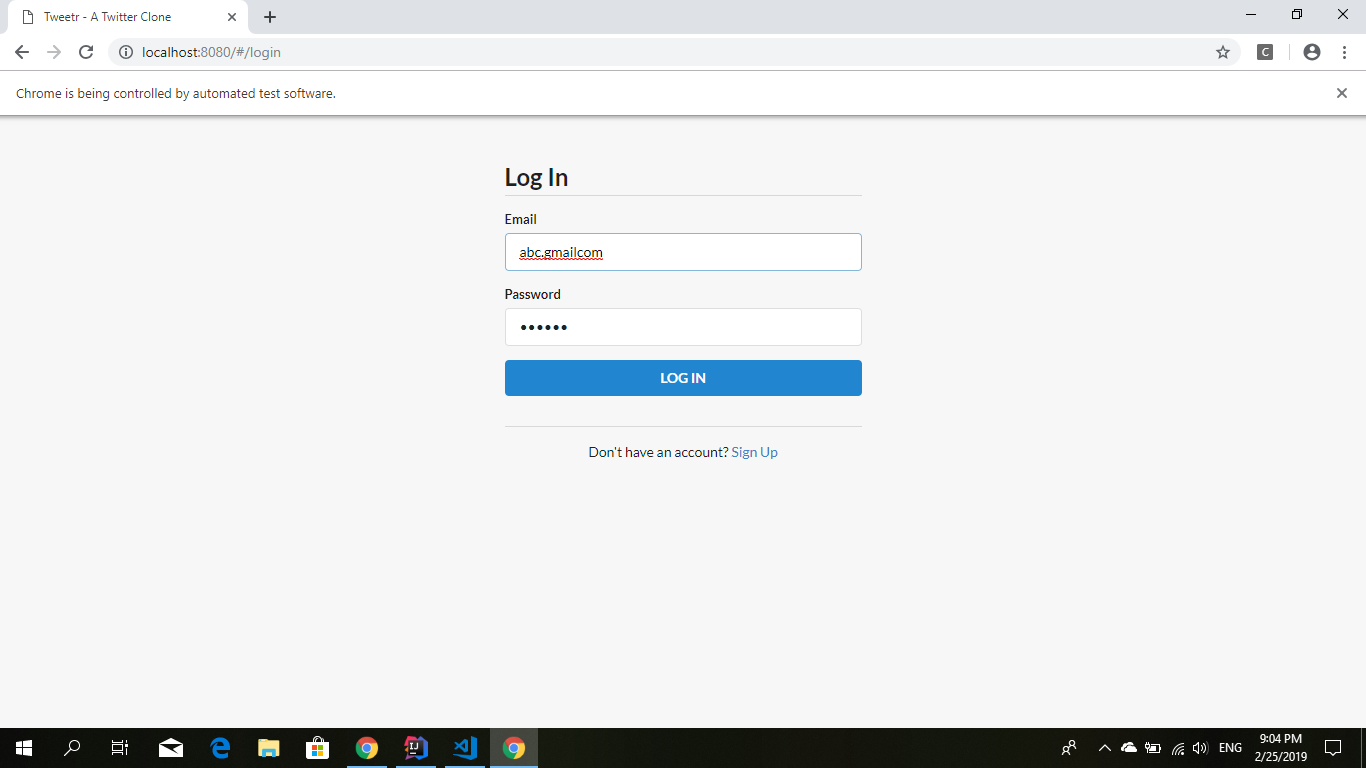 Tweetr - A Twitter Clone
localhost:8080/#/login
C
Chrome is being controlled by automated test software.
Log In
Email
abc.gmailcom
Password
••••••
LOG IN
Don't have an account? Sign Up
IJ
ENG
9:04 PM
2/25/2019